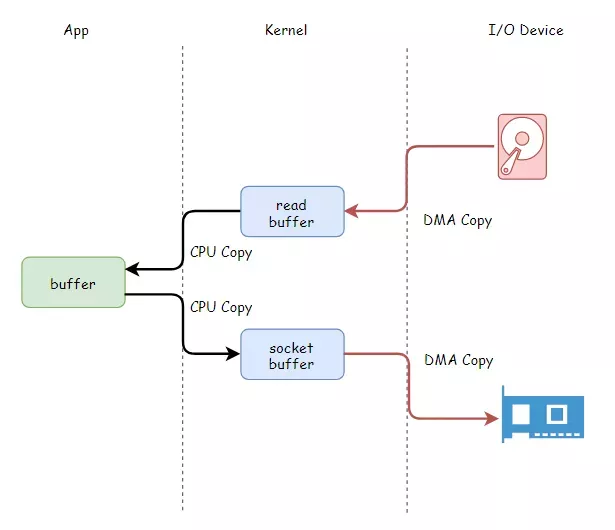 App
Kernel
I/O Device
read
buffer
DMA Copy
CPU Copy
buffer
CPU Copy
socket
buffer
DMA Copy